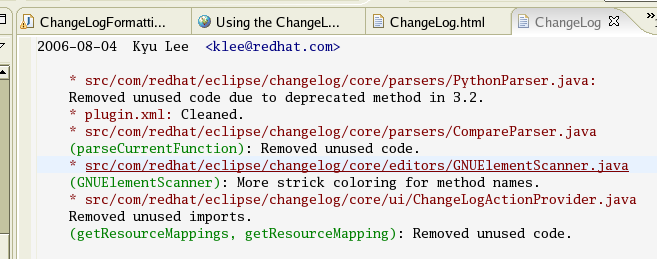 ChangeLogFormatti... Using the ChangeL... ChangeLog.html ChangeLog
2006-08-04 Kyu Lee <klee@redhat.com>
* src/com/redhat/eclipse/changelog/core/parsers/PythonParser.java:
Removed unused code due to deprecated method in 3.2.
* plugin.xml: Cleaned.
* src/com/redhat/eclipse/changelog/core/parsers/CompareParser.java
(parseCurrentFunction): Removed unused code.
* src/com/redhat/eclipse/changelog/core/editors/GNUElementScanner.java
(GNUElementScanner): More strick coloring for method names.
* src/com/redhat/eclipse/changelog/core/ui/ChangeLogActionProvider.java
Removed unused imports.
(getResourceMappings, getResourceMapping): Removed unused code.